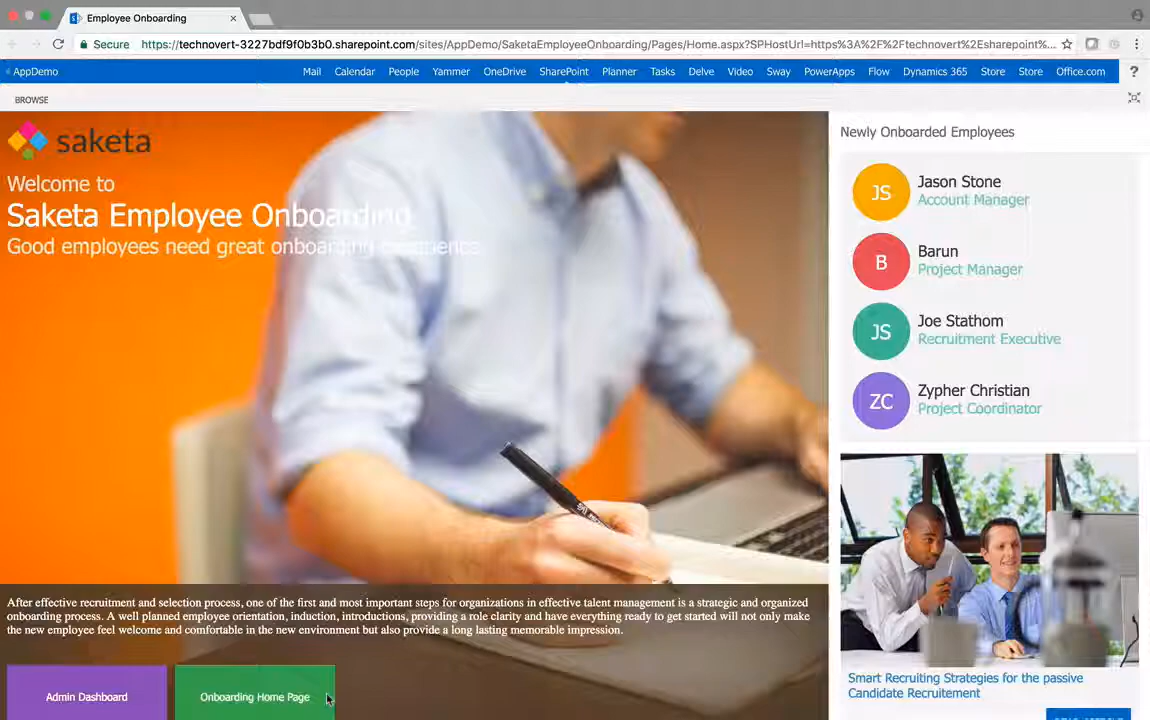 Employee Onboarding
Secure https://technovert-3227bdf9f0b3b0.sharepoint.com/sites/AppDemo/SaketaEmployeeOnboarding/Pages/Home.aspx?SPHostUrl=https%3A%2F%2Ftechnovert%2Esharepoint%...
AppDemo Mail Calendar People Yammer OneDrive SharePoint Planner Tasks Delve Video Sway PowerApps Flow Dynamics 365 Store Store Office.com ?
BROWSE
saketa
Welcome to
Saketa Employee Onboarding
Good employees need great onboarding experience
After effective recruitment and selection process, one of the first and most important steps for organizations in effective talent management is a strategic and organized
onboarding process. A well planned employee orientation, induction, introductions, providing a role clarity and have everything ready to get started will not only make
the new employee feel welcome and comfortable in the new environment but also provide a long lasting memorable impression.
Admin Dashboard
Onboarding Home Page
Newly Onboarded Employees
JS Jason Stone
Account Manager
B Barun
Project Manager
JS Joe Stathom
Recruitment Executive
ZC Zypher Christian
Project Coordinator
Smart Recruiting Strategies for the passive
Candidate Recruitement